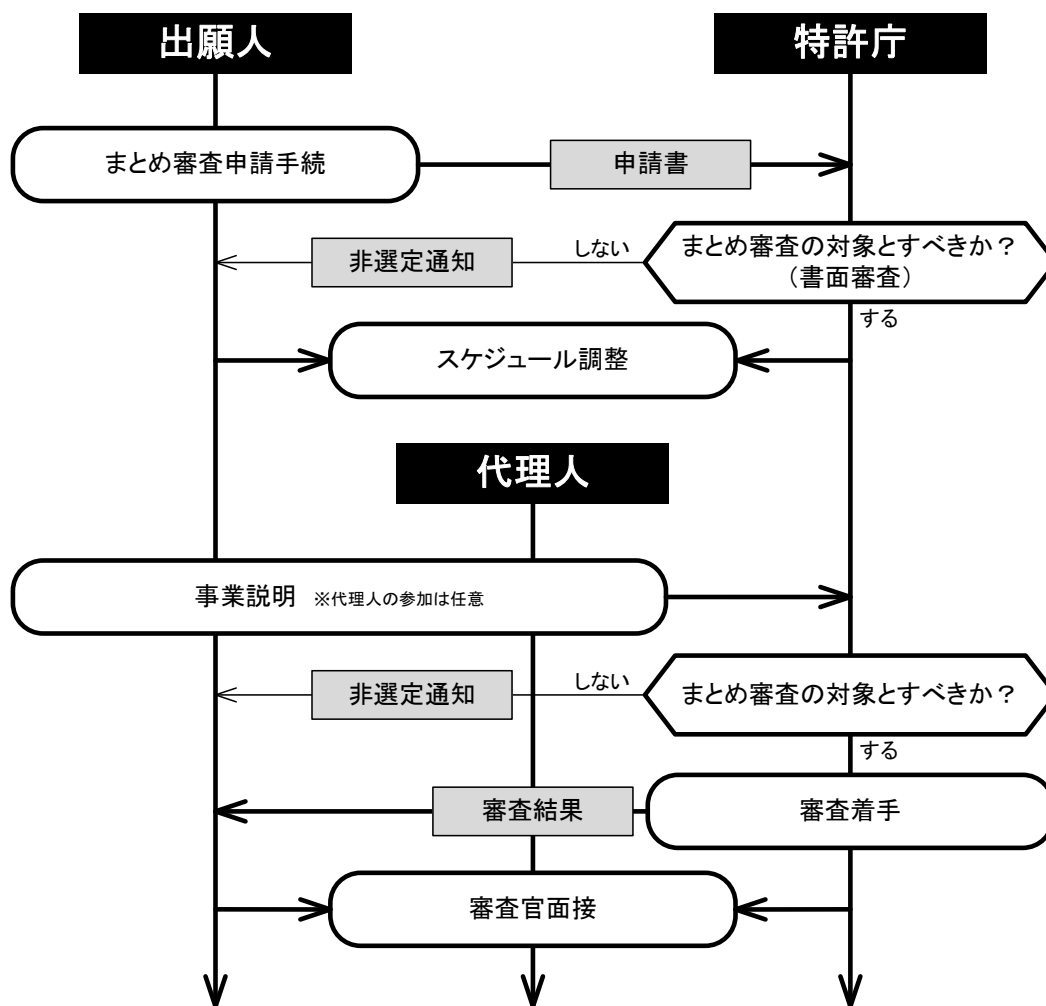 出願人
特許庁
まとめ審査申請手続
申請書
非選定通知
しない
まとめ審査の対象とすべきか？
（書面審査）
する
スケジュール調整
代理人
事業説明 ※代理人の参加は任意
非選定通知
しない
まとめ審査の対象とすべきか？
する
審査結果
審査着手
審査官面接